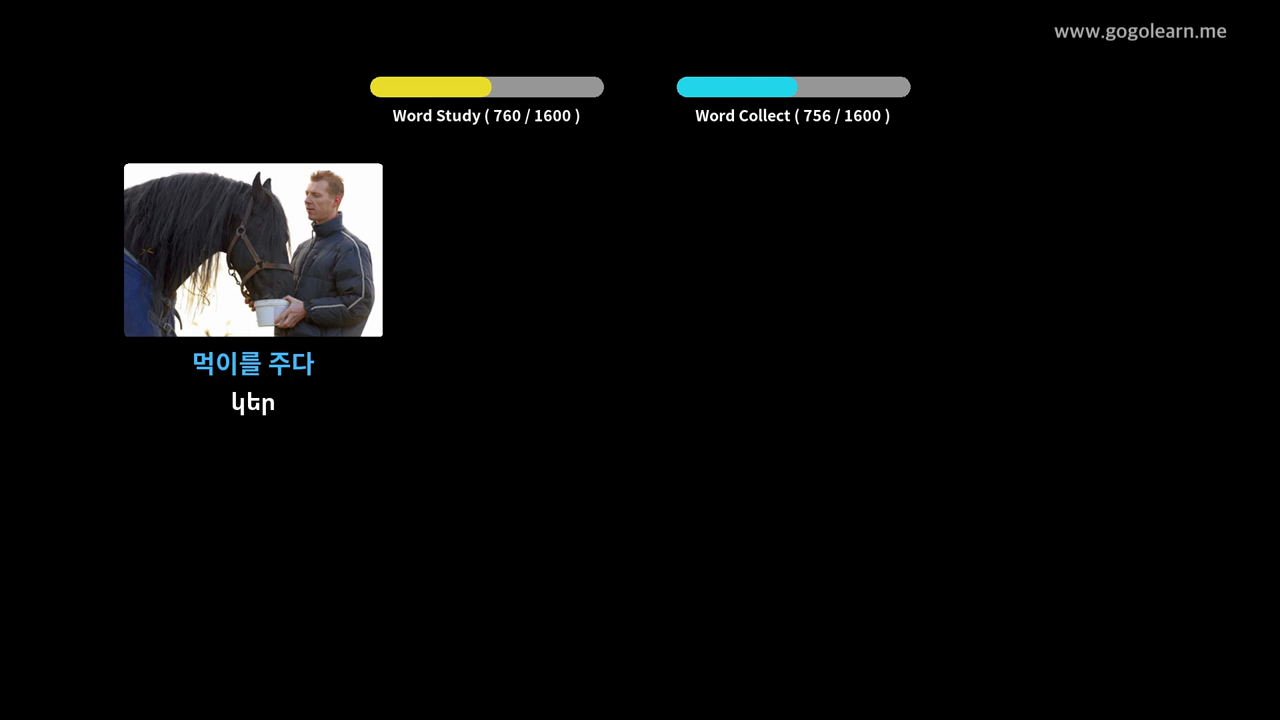 www.gogolearn.me
Word Study ( 760 / 1600 )
Word Collect ( 756 / 1600 )
먹이를 주다
կեր